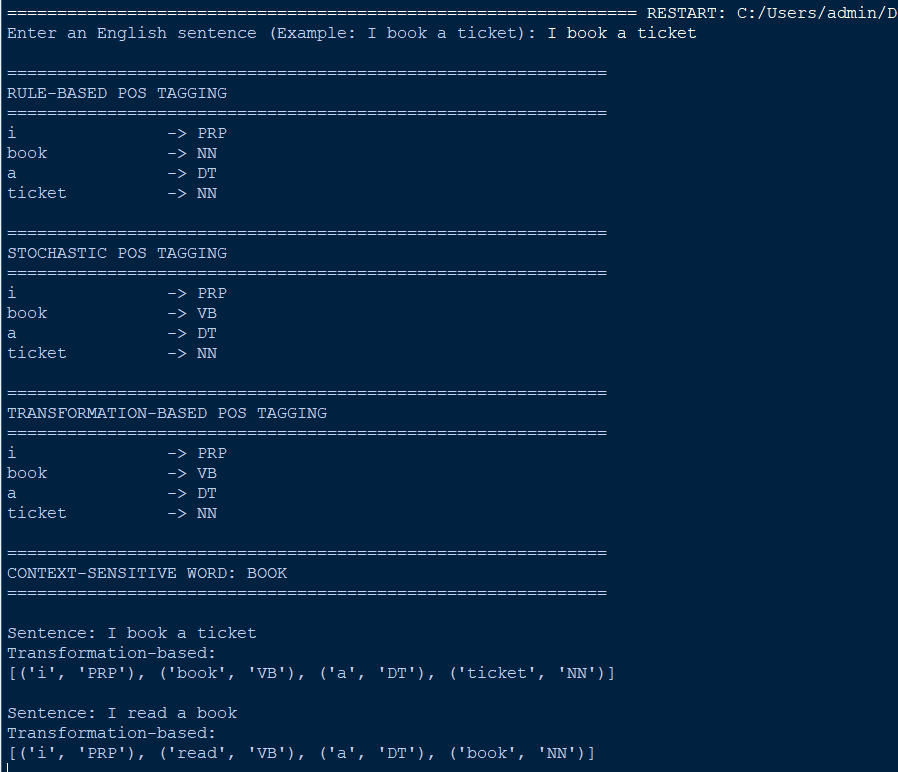 =============================================================== RESTART: C:/Users/admin/D
Enter an English sentence (Example: I book a ticket): I book a ticket
============================================================
RULE-BASED POS TAGGING
============================================================
i               -> PRP
book            -> NN
a               -> DT
ticket          -> NN
============================================================
STOCHASTIC POS TAGGING
============================================================
i               -> PRP
book            -> VB
a               -> DT
ticket          -> NN
============================================================
TRANSFORMATION-BASED POS TAGGING
============================================================
i               -> PRP
book            -> VB
a               -> DT
ticket          -> NN
============================================================
CONTEXT-SENSITIVE WORD: BOOK
============================================================
Sentence: I book a ticket
Transformation-based:
[('i', 'PRP'), ('book', 'VB'), ('a', 'DT'), ('ticket', 'NN')]
Sentence: I read a book
Transformation-based:
[('i', 'PRP'), ('read', 'VB'), ('a', 'DT'), ('book', 'NN')]